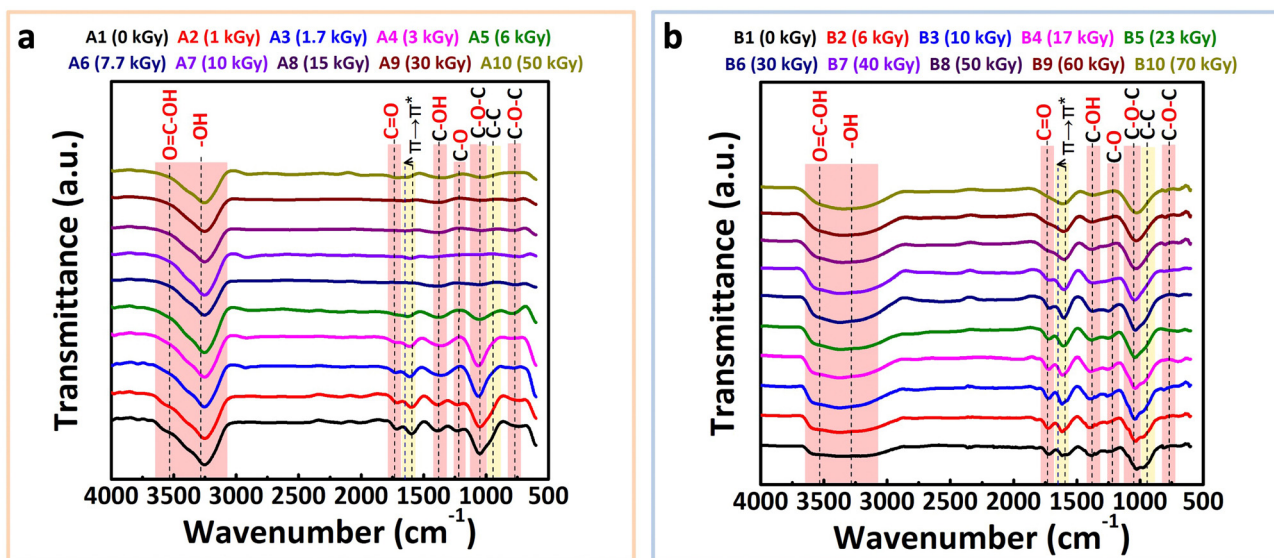 a
A1 (0 kGy) A2 (1 kGy) A3 (1.7 kGy) A4 (3 kGy) A5 (6 kGy)
A6 (7.7 kGy) A7 (10 kGy) A8 (15 kGy) A9 (30 kGy) A10 (50 kGy)
O=C-OH
-OH
C=O
π→π*
C-OH
C-O
C-O-C
C-C
C-O-C
Transmittance (a.u.)
4000 3500 3000 2500 2000 1500 1000 500
Wavenumber (cm⁻¹)
b
B1 (0 kGy) B2 (6 kGy) B3 (10 kGy) B4 (17 kGy) B5 (23 kGy)
B6 (30 kGy) B7 (40 kGy) B8 (50 kGy) B9 (60 kGy) B10 (70 kGy)
O=C-OH
-OH
C=O
π→π*
C-OH
C-O
C-O-C
C-C
C-O-C
Transmittance (a.u.)
4000 3500 3000 2500 2000 1500 1000 500
Wavenumber (cm⁻¹)